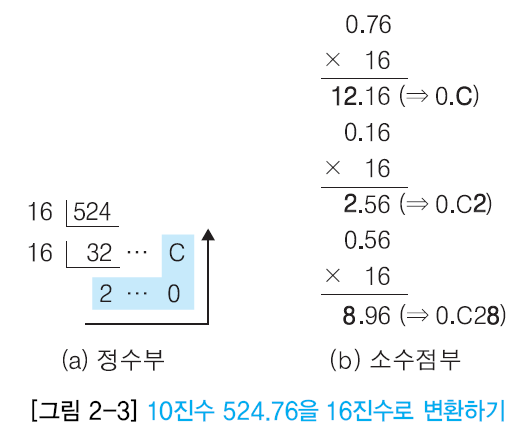 16 524
16 32 … C
2 … 0
(a) 정수부
0.76
× 16
12.16 (⇒ 0.C)
0.16
× 16
2.56 (⇒ 0.C2)
0.56
× 16
8.96 (⇒ 0.C28)
(b) 소수점부
[그림 2-3] 10진수 524.76을 16진수로 변환하기